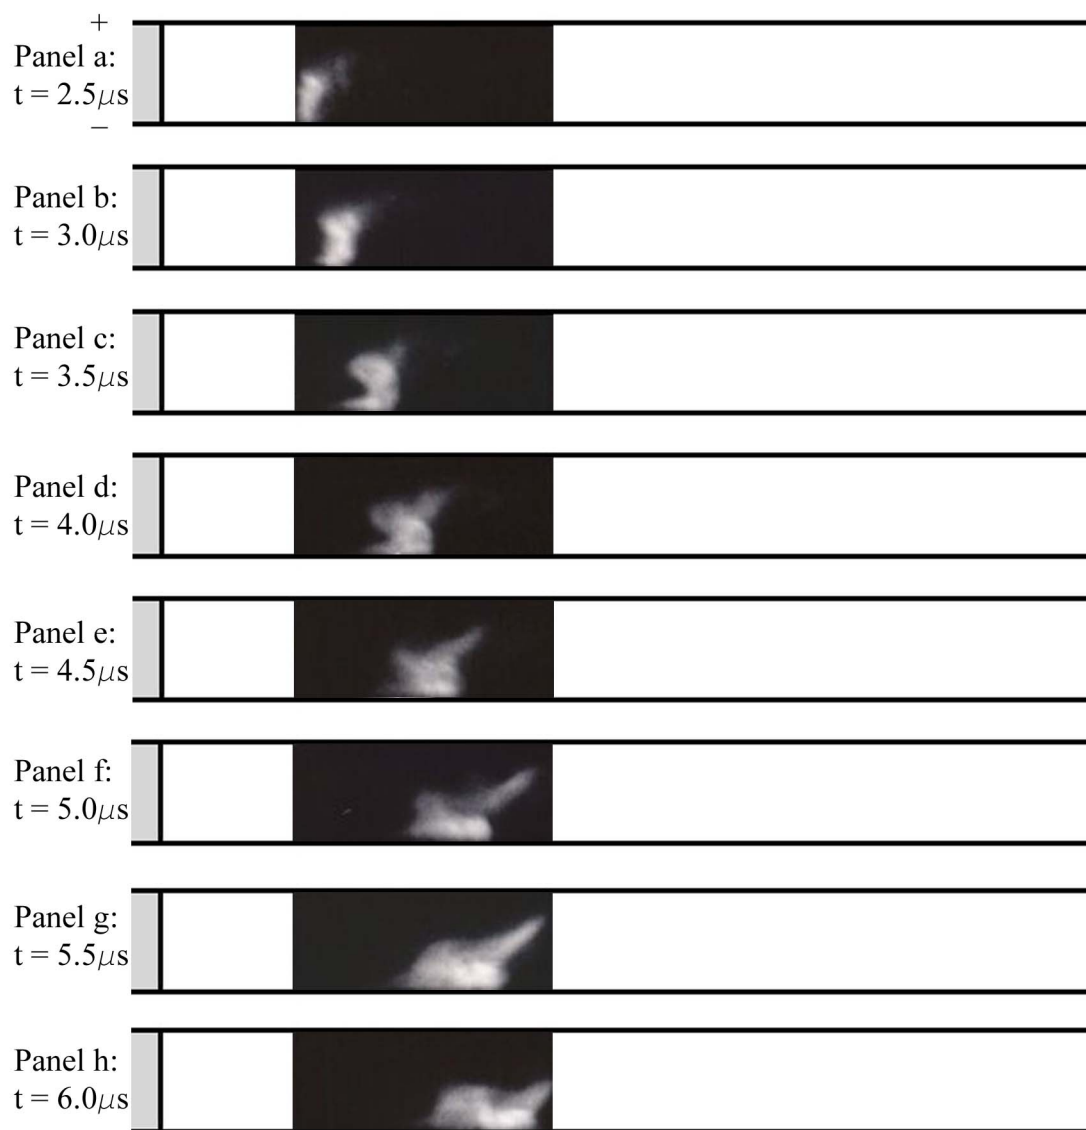 +
Panel a:
t = 2.5μs
−
Panel b:
t = 3.0μs
Panel c:
t = 3.5μs
Panel d:
t = 4.0μs
Panel e:
t = 4.5μs
Panel f:
t = 5.0μs
Panel g:
t = 5.5μs
Panel h:
t = 6.0μs